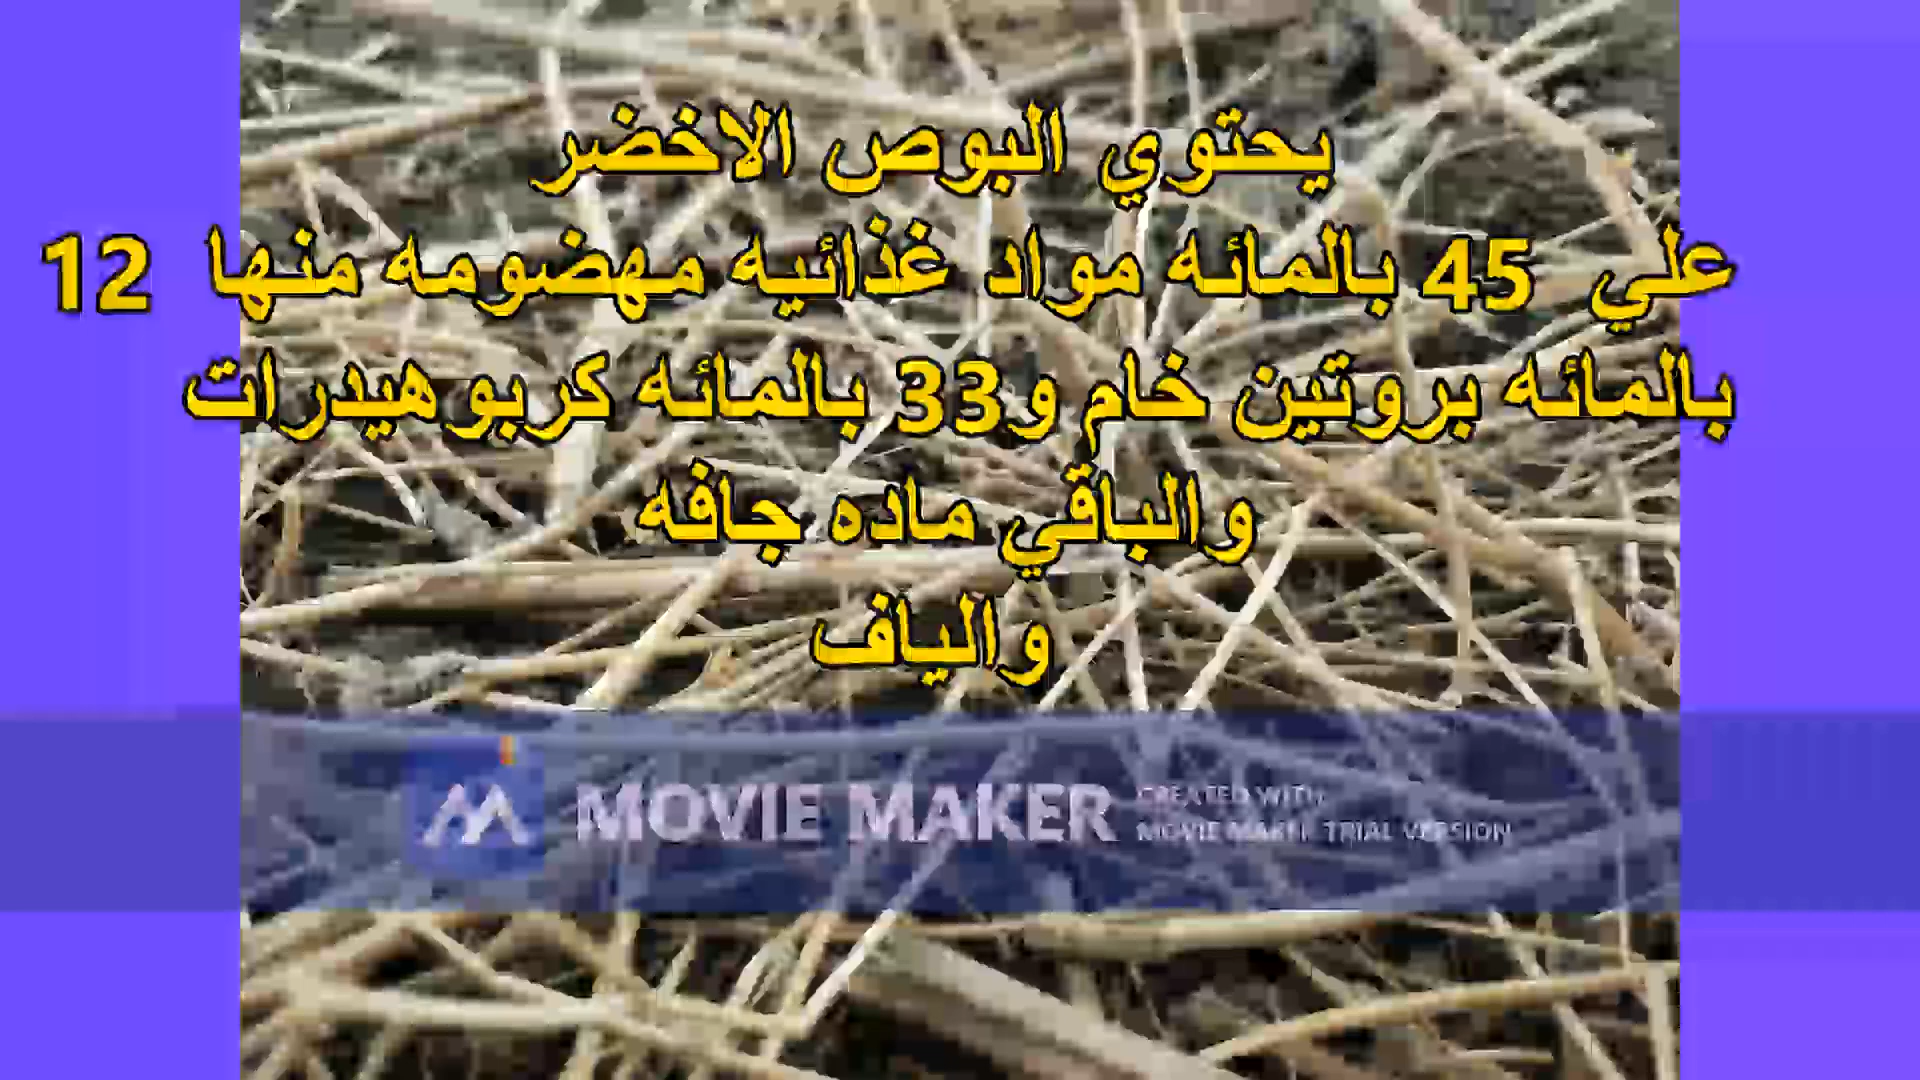 يحتوي البوص الاخضر
علي 45 بالمائه مواد غذائيه مهضومه منها 12
بالمائه بروتين خام و33 بالمائه كربوهيدرات
والباقي ماده جافه
والياف
MOVIE MAKER
CREATED WITH
MOVIE MAKER TRIAL VERSION